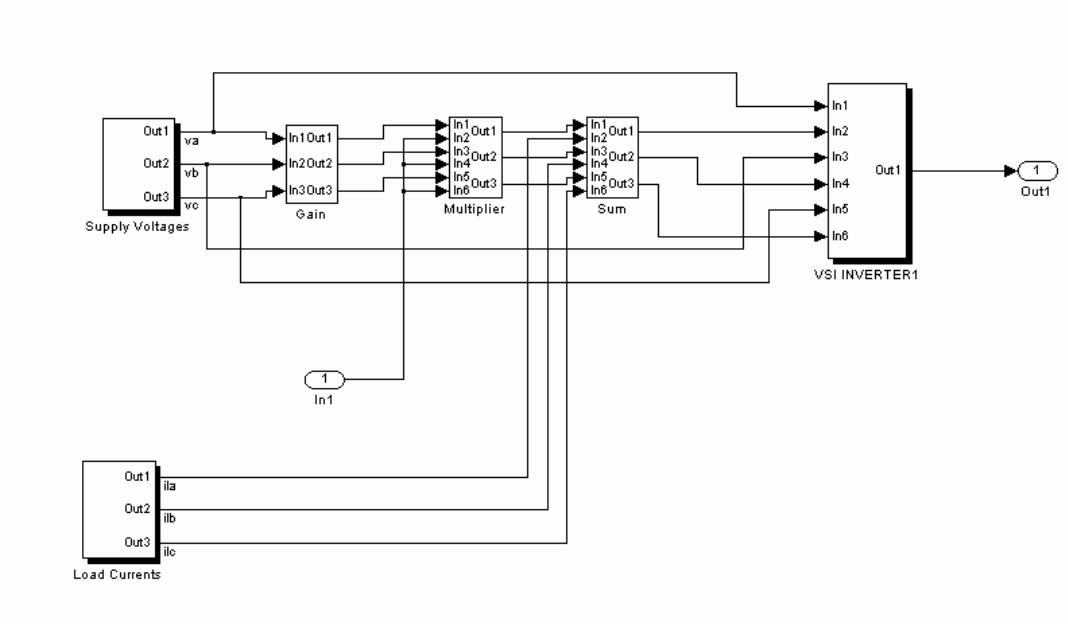 Supply Voltages
Out1
Out2
Out3
va
vb
vc
In1 Out1
In2 Out2
In3 Out3
Gain
In1
In2
In3
In4
In5
In6
Out1
Out2
Out3
Multiplier
In1
In2
In3
In4
In5
In6
Out1
Out2
Out3
Sum
In1
In2
In3
In4
In5
In6
Out1
VSI INVERTER1
1
Out1
1
In1
Out1
Out2
Out3
ila
ilb
ilc
Load Currents